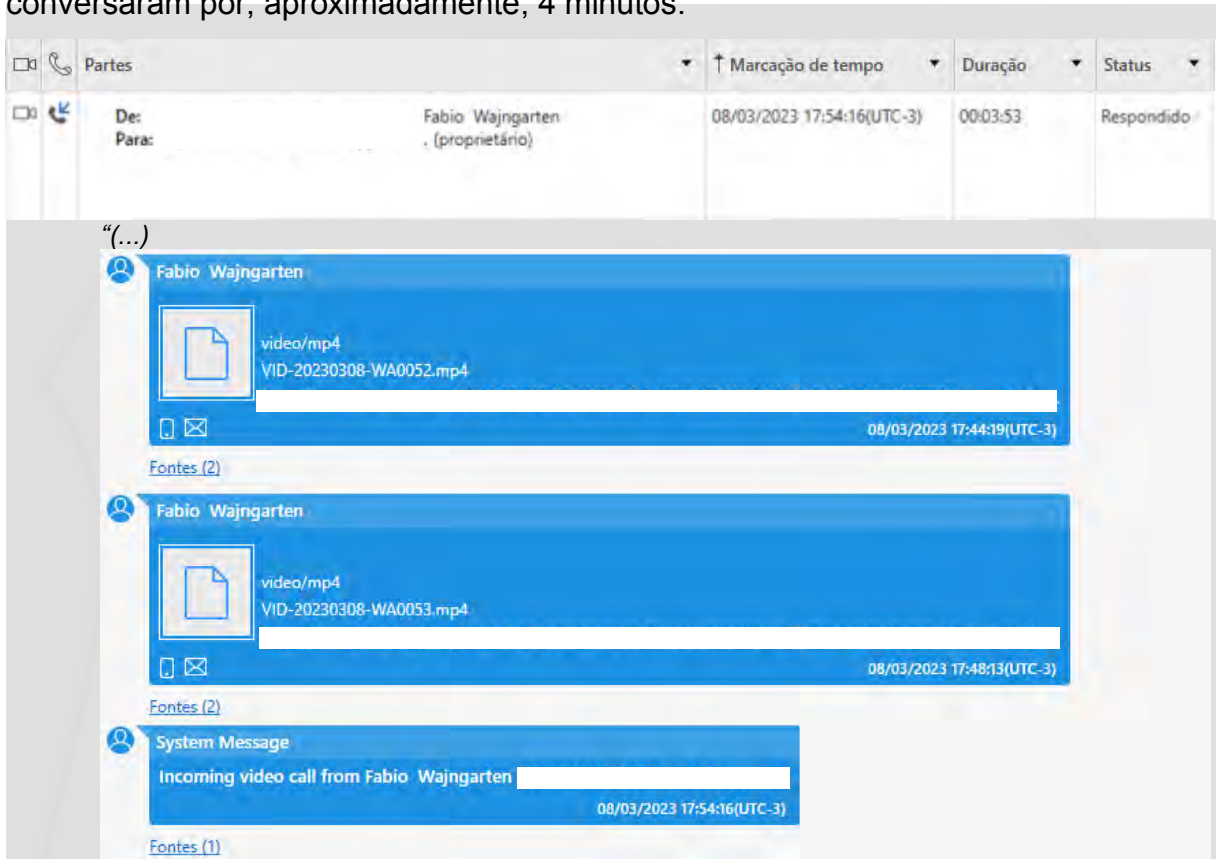 conversaram por, aproximadamente, 4 minutos.
Partes ↑ Marcação de tempo Duração Status
De: Fabio Wajngarten 08/03/2023 17:54:16(UTC-3) 00:03:53 Respondido
Para: . (proprietário)
“(...)
Fabio Wajngarten
video/mp4
VID-20230308-WA0052.mp4
08/03/2023 17:44:19(UTC-3)
Fontes (2)
Fabio Wajngarten
video/mp4
VID-20230308-WA0053.mp4
08/03/2023 17:48:13(UTC-3)
Fontes (2)
System Message
Incoming video call from Fabio Wajngarten
08/03/2023 17:54:16(UTC-3)
Fontes (1)